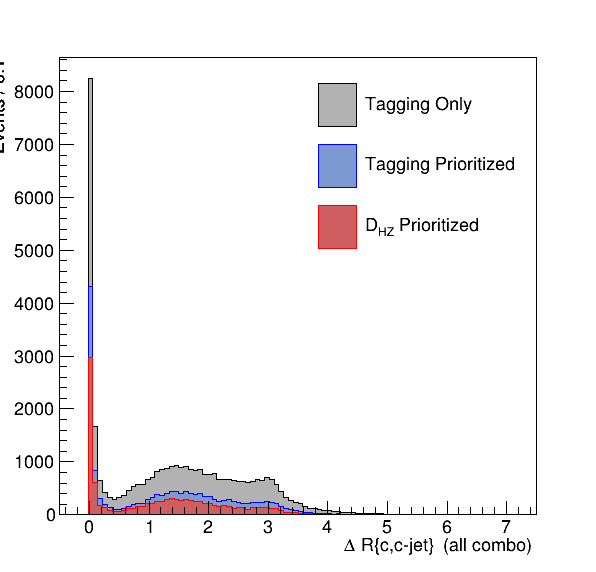 Events / 0.1
8000
7000
6000
5000
4000
3000
2000
1000
0
Tagging Only
Tagging Prioritized
D_HZ Prioritized
0 1 2 3 4 5 6 7
Δ R{c,c-jet} (all combo)